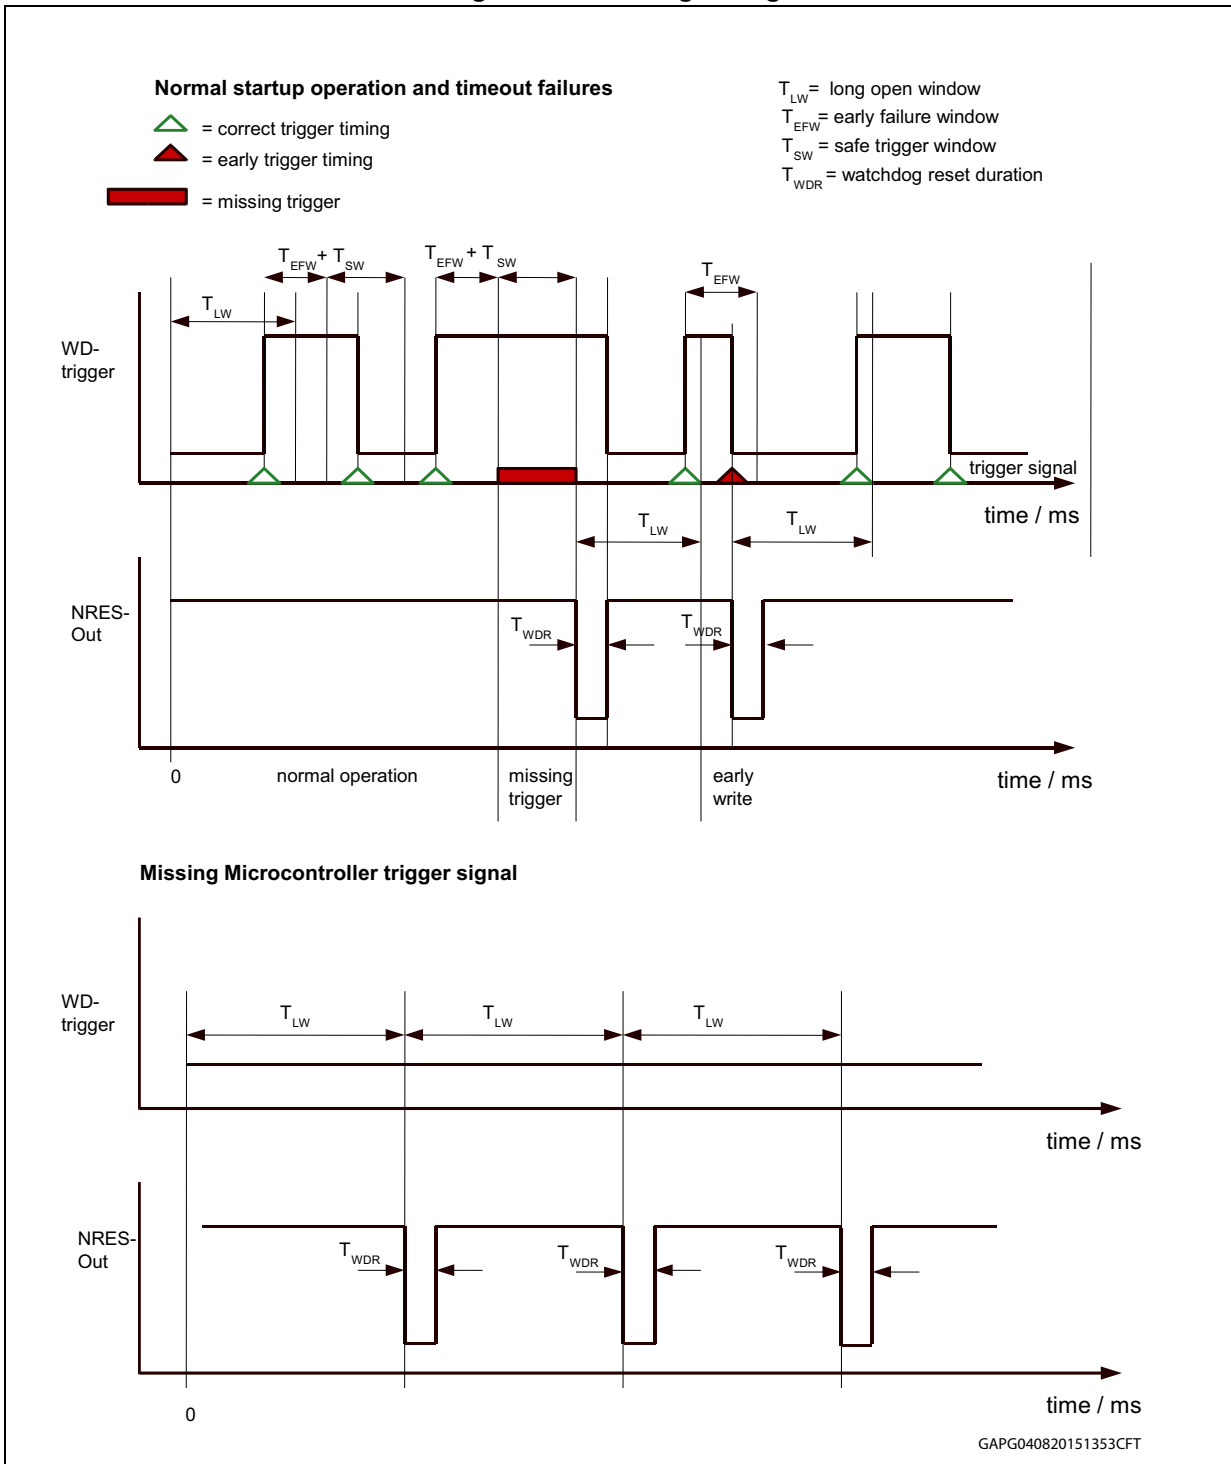 Normal startup operation and timeout failures
= correct trigger timing
= early trigger timing
= missing trigger
TLW= long open window
TEFW= early failure window
TSW = safe trigger window
TWDR= watchdog reset duration
TEFW+ TSW
TEFW+ TSW
TEFW
TLW
WD-
trigger
trigger signal
time / ms
TLW
TLW
NRES-
Out
TWDR
TWDR
0
normal operation
missing
trigger
early
write
time / ms
Missing Microcontroller trigger signal
WD-
trigger
TLW
TLW
TLW
time / ms
NRES-
Out
TWDR
TWDR
TWDR
0
time / ms
GAPG040820151353CFT